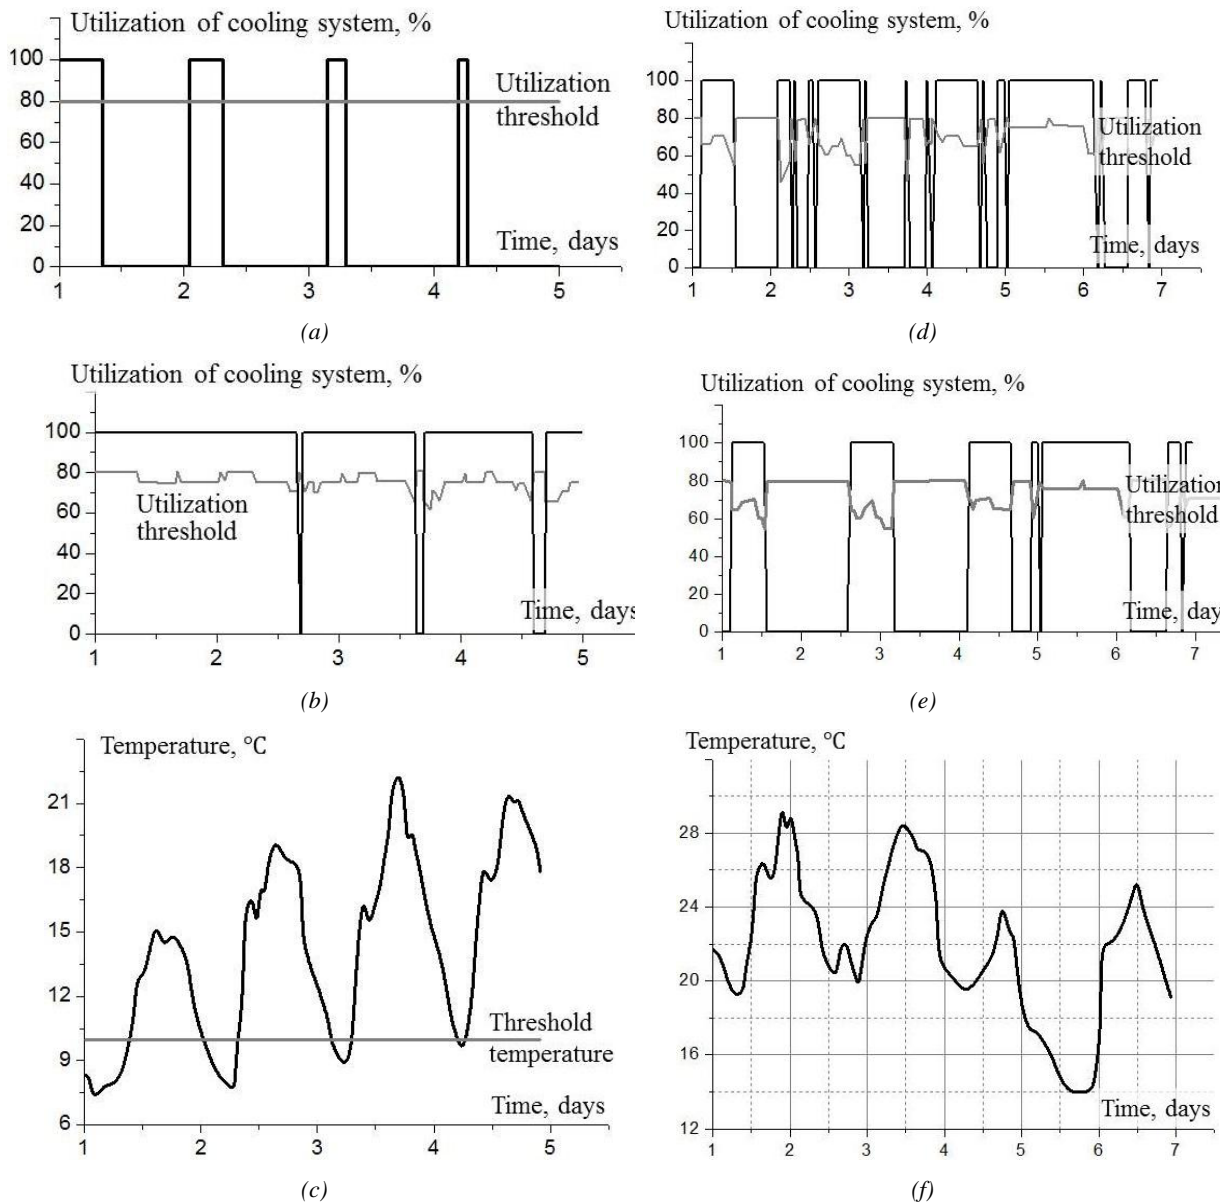 Utilization of cooling system, %
100
80
60
40
20
0
Utilization
threshold
Time, days
1 2 3 4 5
(a)
Utilization of cooling system, %
100
80
60
40
20
0
Utilization
threshold
Time, days
1 2 3 4 5 6 7
(d)
Utilization of cooling system, %
100
80
60
40
20
0
Utilization
threshold
Time, days
1 2 3 4 5
(b)
Utilization of cooling system, %
100
80
60
40
20
0
Utilization
threshold
Time, day
1 2 3 4 5 6 7
(e)
Temperature, °C
21
18
15
12
9
6
Threshold
temperature
Time, days
1 2 3 4 5
(c)
Temperature, °C
28
24
20
16
12
Time, days
1 2 3 4 5 6 7
(f)